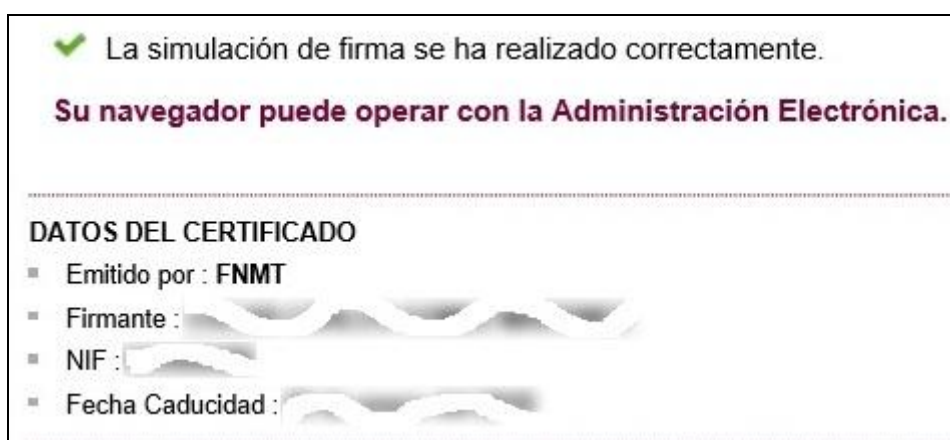 La simulación de firma se ha realizado correctamente.
Su navegador puede operar con la Administración Electrónica.
DATOS DEL CERTIFICADO
Emitido por : FNMT
Firmante :
NIF :
Fecha Caducidad :